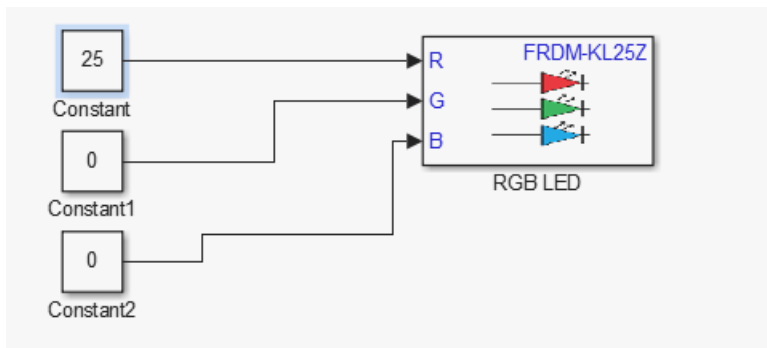 25
Constant
0
Constant1
0
Constant2
FRDM-KL25Z
R
G
B
RGB LED